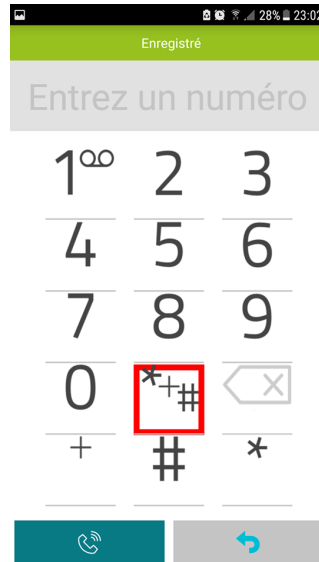 28% 23:02
Enregistré
Entrez un numéro
1 2 3
4 5 6
7 8 9
0 *+#
+ # *